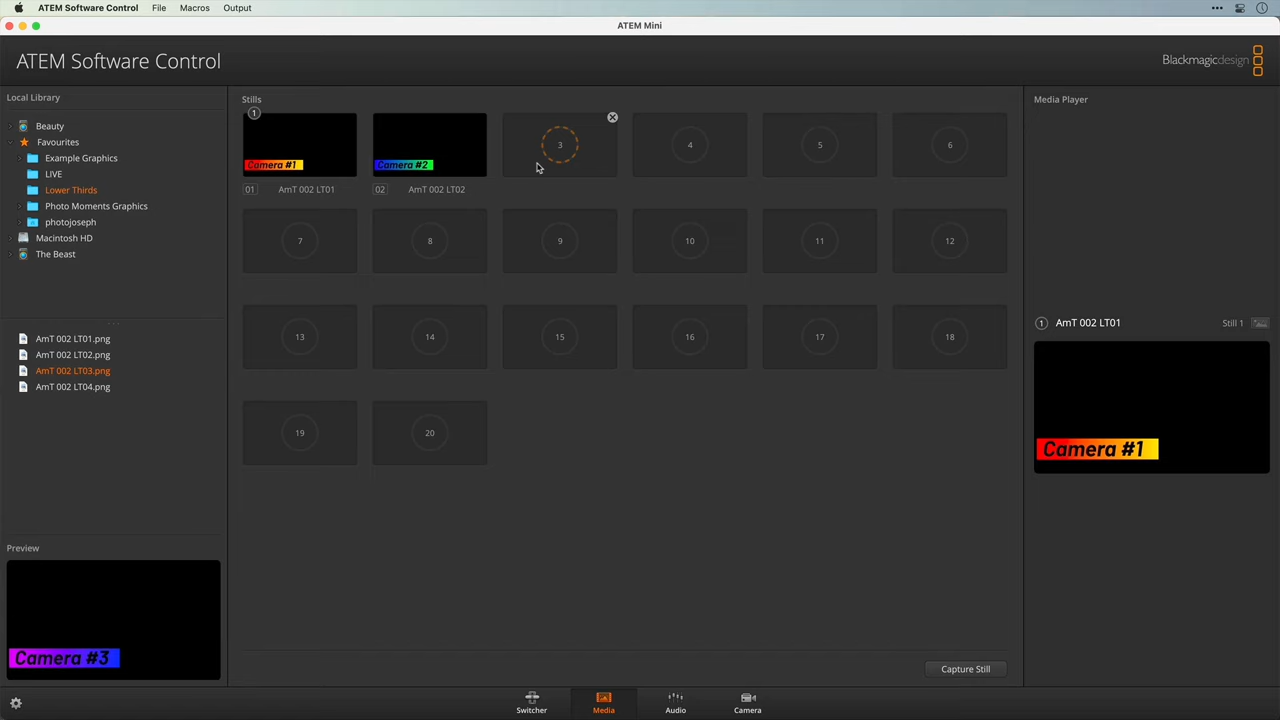 ATEM Software Control File Macros Output
ATEM Mini
ATEM Software Control
Blackmagicdesign
Local Library
Beauty
Favourites
Example Graphics
LIVE
Lower Thirds
Photo Moments Graphics
photojoseph
Macintosh HD
The Beast
AmT 002 LT01.png
AmT 002 LT02.png
AmT 002 LT03.png
AmT 002 LT04.png
Preview
Camera #3
Stills
1
Camera #1 Camera #2 3 4 5 6
01 AmT 002 LT01 02 AmT 002 LT02
7 8 9 10 11 12
13 14 15 16 17 18
19 20
Capture Still
Media Player
1 AmT 002 LT01 Still 1
Camera #1
Switcher Media Audio Camera